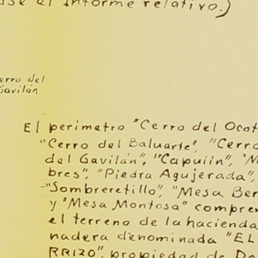 ase al Informe relativo.)
erro del
Gavilán
El perímetro "Cerro del Ocot
"Cerro del Baluarte", "Cerro
del Gavilán", "Capulín", "N
bres", "Piedra Agujerada",
"Sombreretillo", "Mesa Ber
y "Mesa Montosa" compren
el terreno de la hacienda
nadera denominada "EL
RRIZO", propiedad de Do